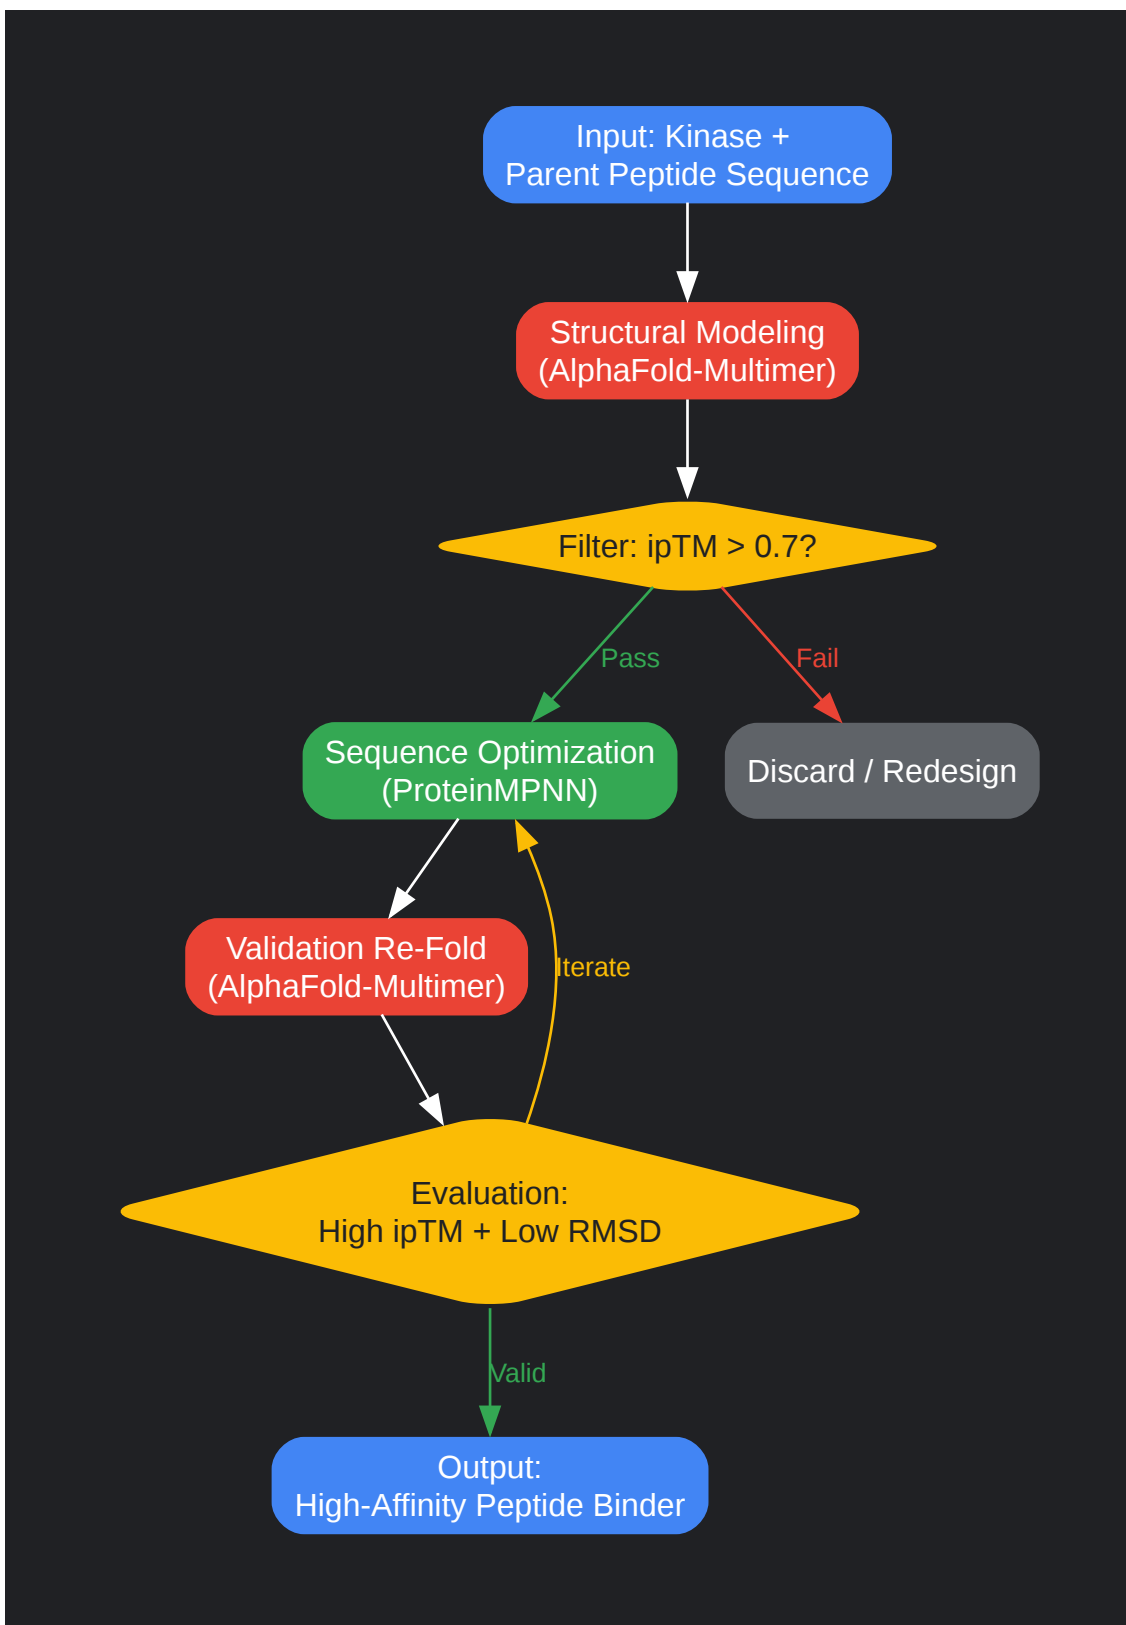 Input: Kinase +
Parent Peptide Sequence
Structural Modeling
(AlphaFold-Multimer)
Filter: ipTM > 0.7?
Pass
Fail
Sequence Optimization
(ProteinMPNN)
Discard / Redesign
Validation Re-Fold
(AlphaFold-Multimer)
Iterate
Evaluation:
High ipTM + Low RMSD
Valid
Output:
High-Affinity Peptide Binder